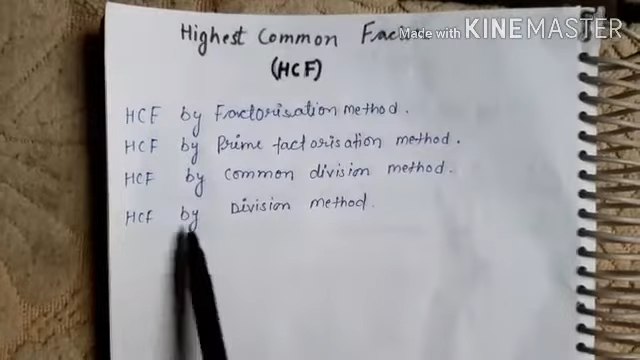 Highest Common
Made with KINEMASTER
(HCF)
HCF by Factorisation method.
HCF by Prime factorisation method.
HCF by common division method.
HCF by Division method.